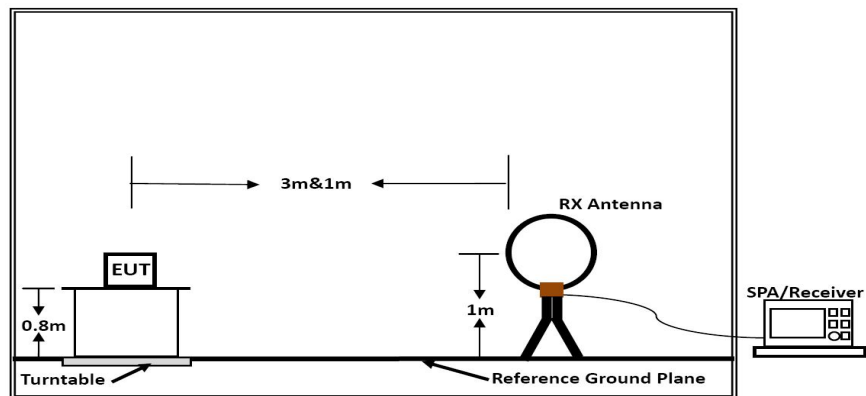 3m&1m
RX Antenna
EUT
SPA/Receiver
0.8m
1m
Turntable
Reference Ground Plane